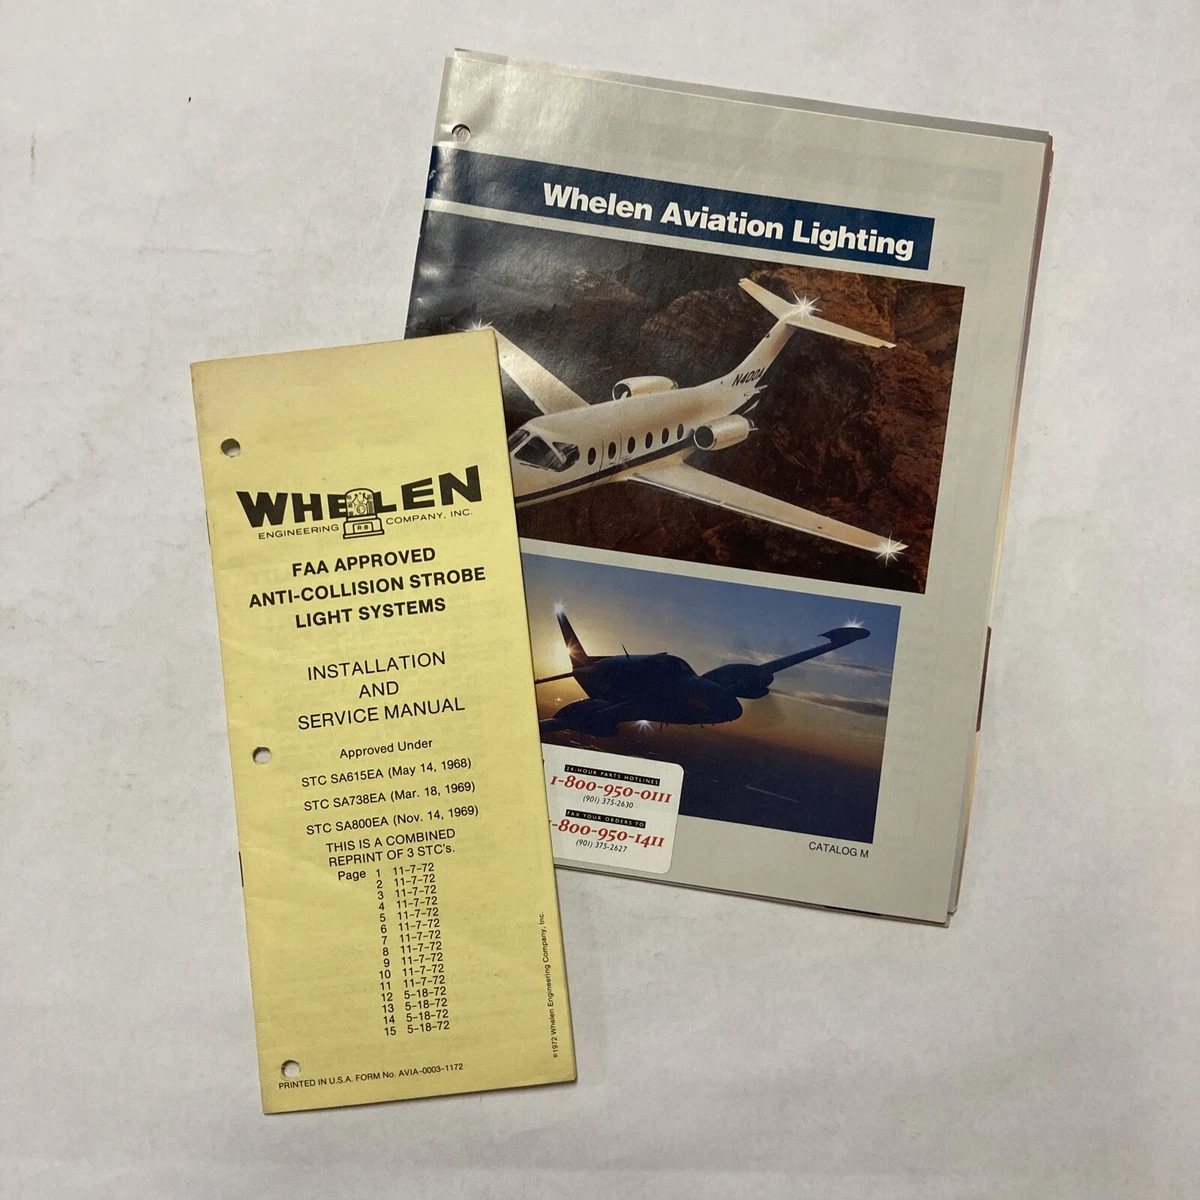 Whelen Aviation Lighting
N400A
24-HOUR PARTS HOTLINES
1-800-950-0111
(901) 375-2630
FAX YOUR ORDERS TO
1-800-950-1411
(901) 375-2627
CATALOG M
WHELEN
ENGINEERING COMPANY, INC.
R-B
FAA APPROVED
ANTI-COLLISION STROBE
LIGHT SYSTEMS
INSTALLATION
AND
SERVICE MANUAL
Approved Under
STC SA615EA (May 14, 1968)
STC SA738EA (Mar. 18, 1969)
STC SA800EA (Nov. 14, 1969)
THIS IS A COMBINED
REPRINT OF 3 STC's.
Page 1 11-7-72
2 11-7-72
3 11-7-72
4 11-7-72
5 11-7-72
6 11-7-72
7 11-7-72
8 11-7-72
9 11-7-72
10 11-7-72
11 11-7-72
12 5-18-72
13 5-18-72
14 5-18-72
15 5-18-72
©1972 Whelen Engineering Company, Inc.
PRINTED IN U.S.A. FORM No. AVIA-0003-1172